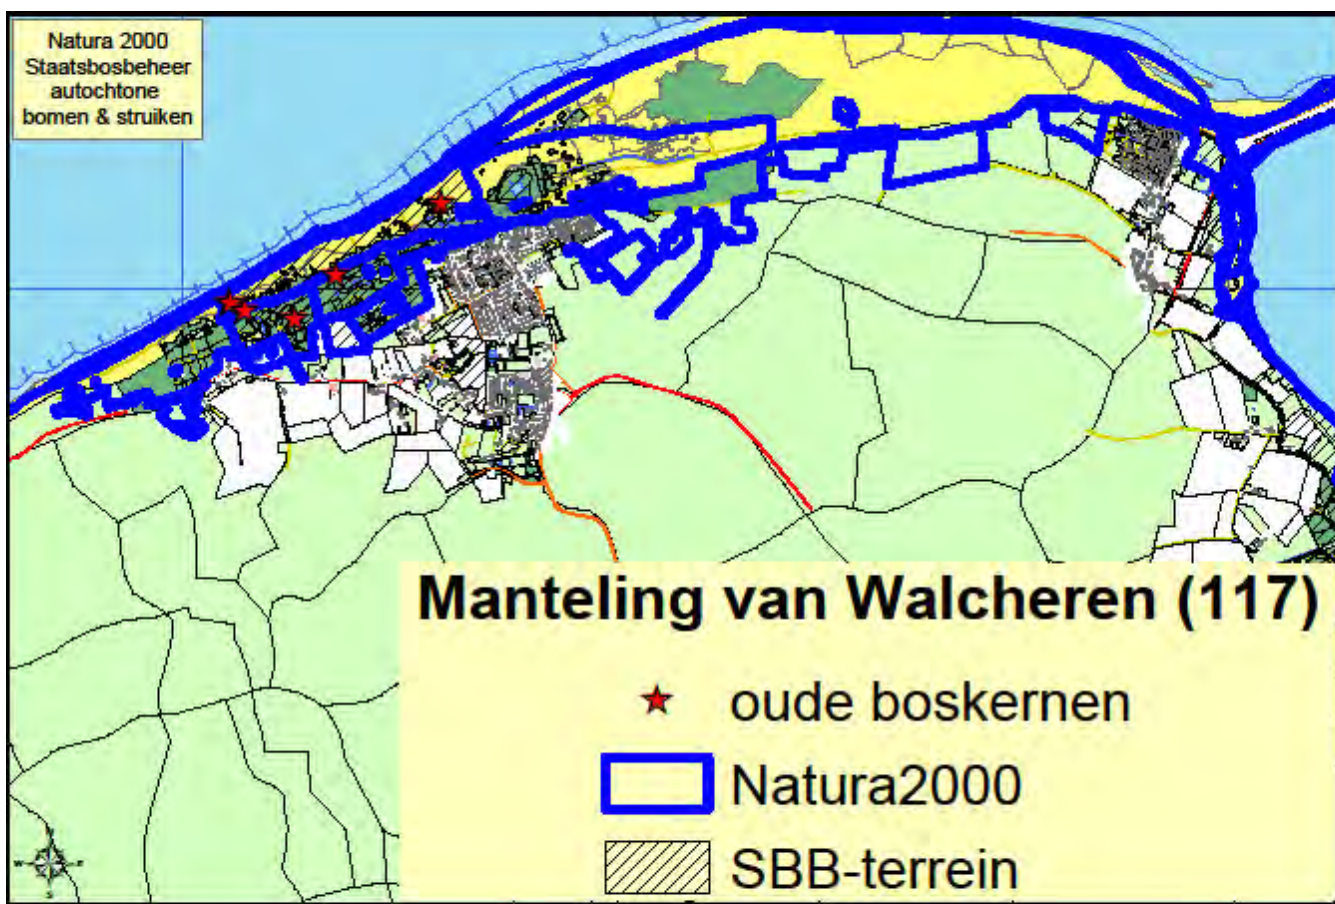 Natura 2000
Staatsbosbeheer
autochtone
bomen & struiken
Manteling van Walcheren (117)
oude boskernen
Natura2000
SBB-terrein
W
S